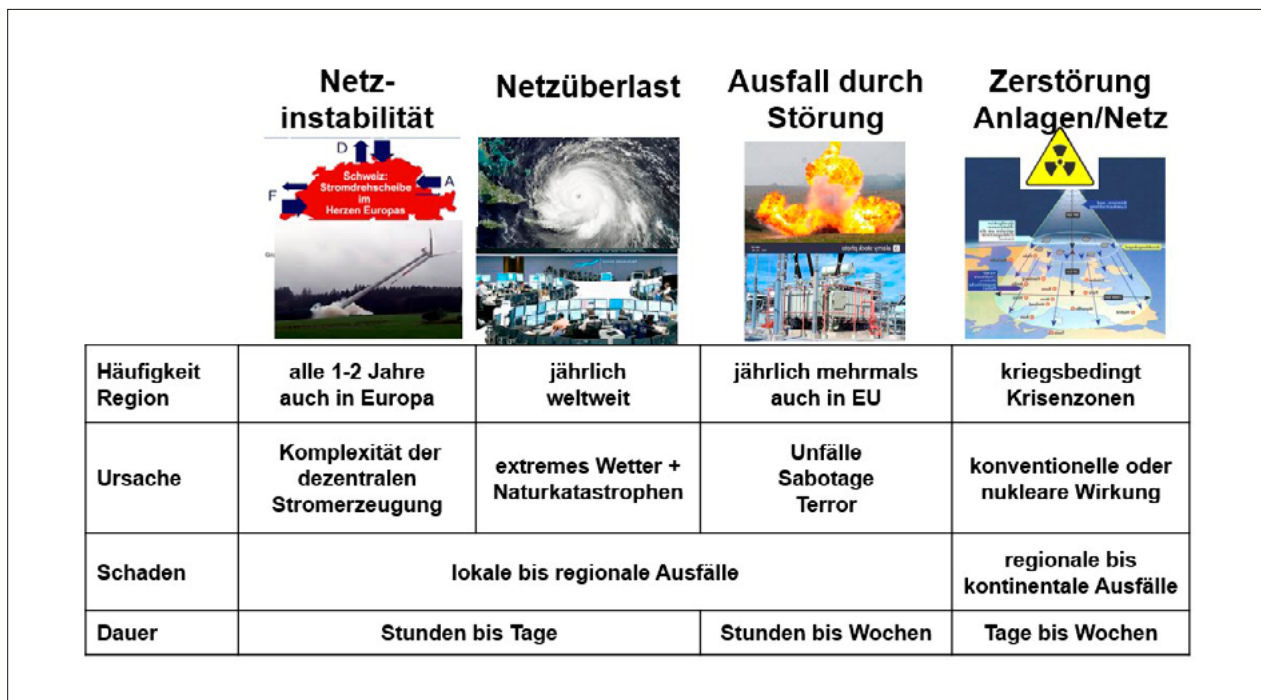 Netz-
instabilität
Netzüberlast
Ausfall durch
Störung
Zerstörung
Anlagen/Netz
D
F
A
Schweiz:
Stromdrehscheibe
im
Herzen Europas
alamy stock photo
Häufigkeit
Region
alle 1-2 Jahre
auch in Europa
jährlich
weltweit
jährlich mehrmals
auch in EU
kriegsbedingt
Krisenzonen
Ursache
Komplexität der
dezentralen
Stromerzeugung
extremes Wetter +
Naturkatastrophen
Unfälle
Sabotage
Terror
konventionelle oder
nukleare Wirkung
Schaden
lokale bis regionale Ausfälle
regionale bis
kontinentale Ausfälle
Dauer
Stunden bis Tage
Stunden bis Wochen
Tage bis Wochen